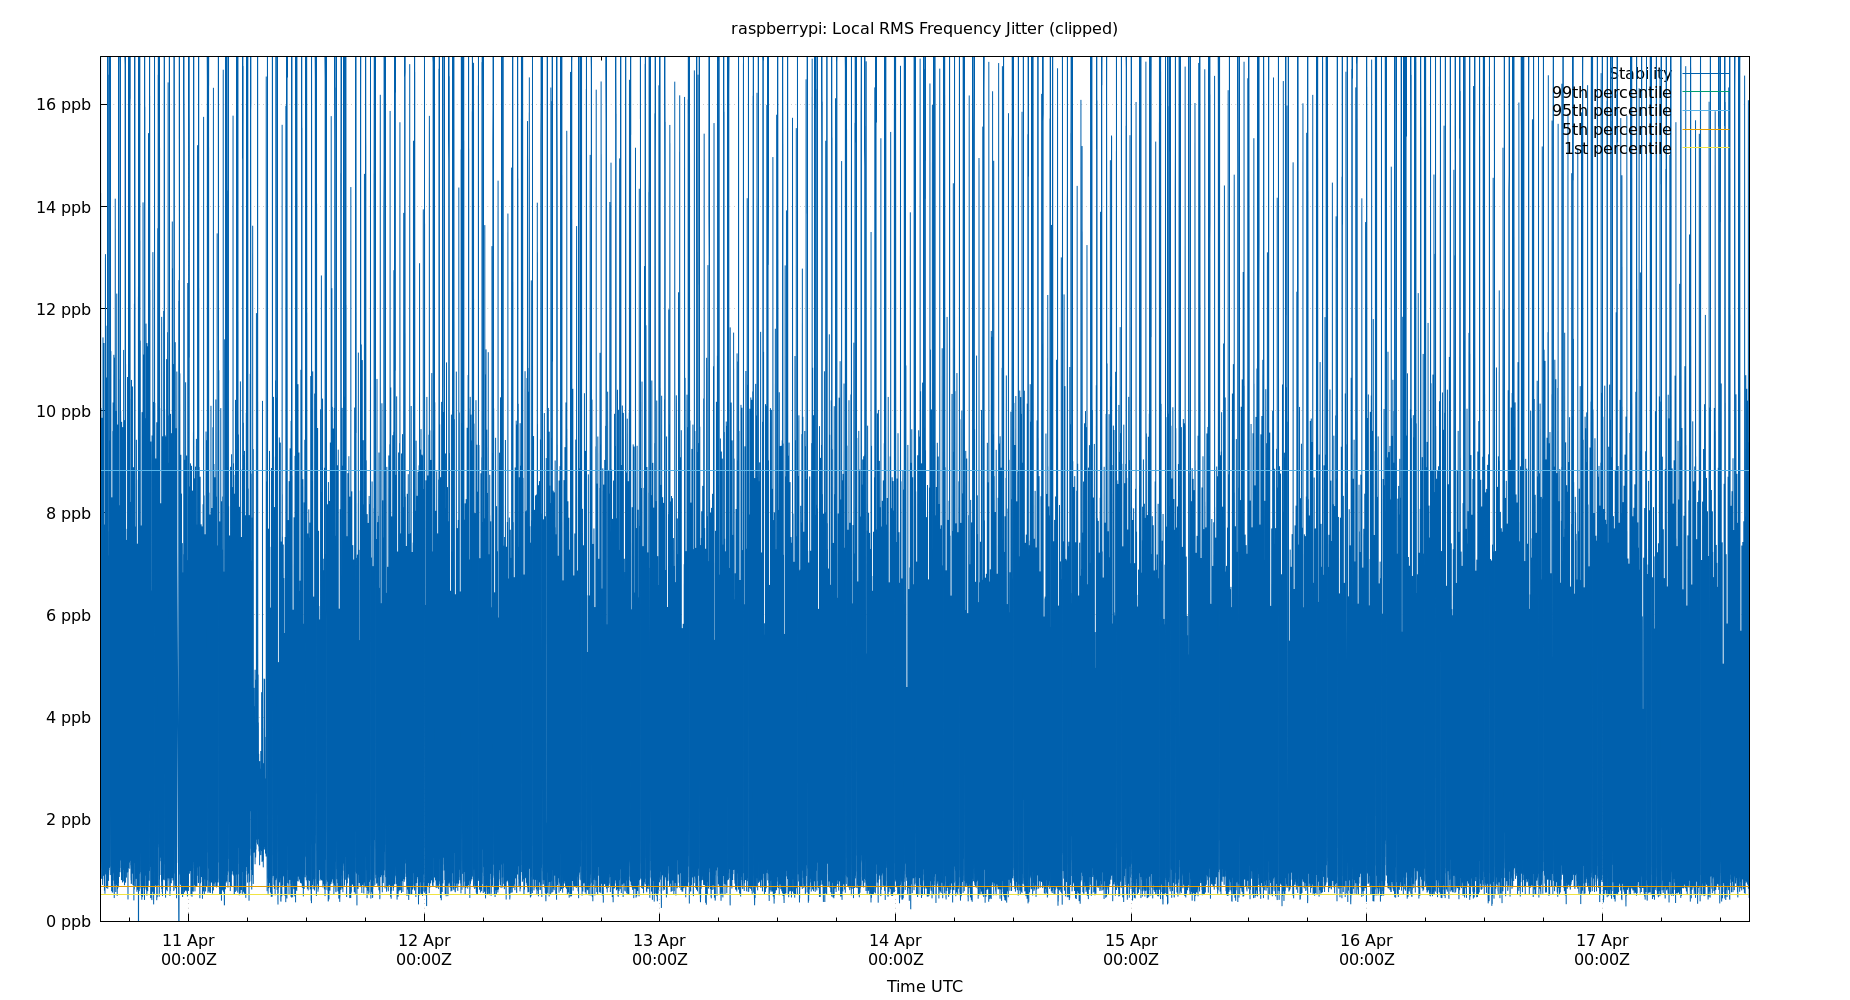 raspberrypi: Local RMS Frequency Jitter (clipped)
Stability
99th percentile
95th percentile
5th percentile
1st percentile
16 ppb
14 ppb
12 ppb
10 ppb
8 ppb
6 ppb
4 ppb
2 ppb
0 ppb
11 Apr 12 Apr 13 Apr 14 Apr 15 Apr 16 Apr 17 Apr
00:00Z 00:00Z 00:00Z 00:00Z 00:00Z 00:00Z 00:00Z
Time UTC